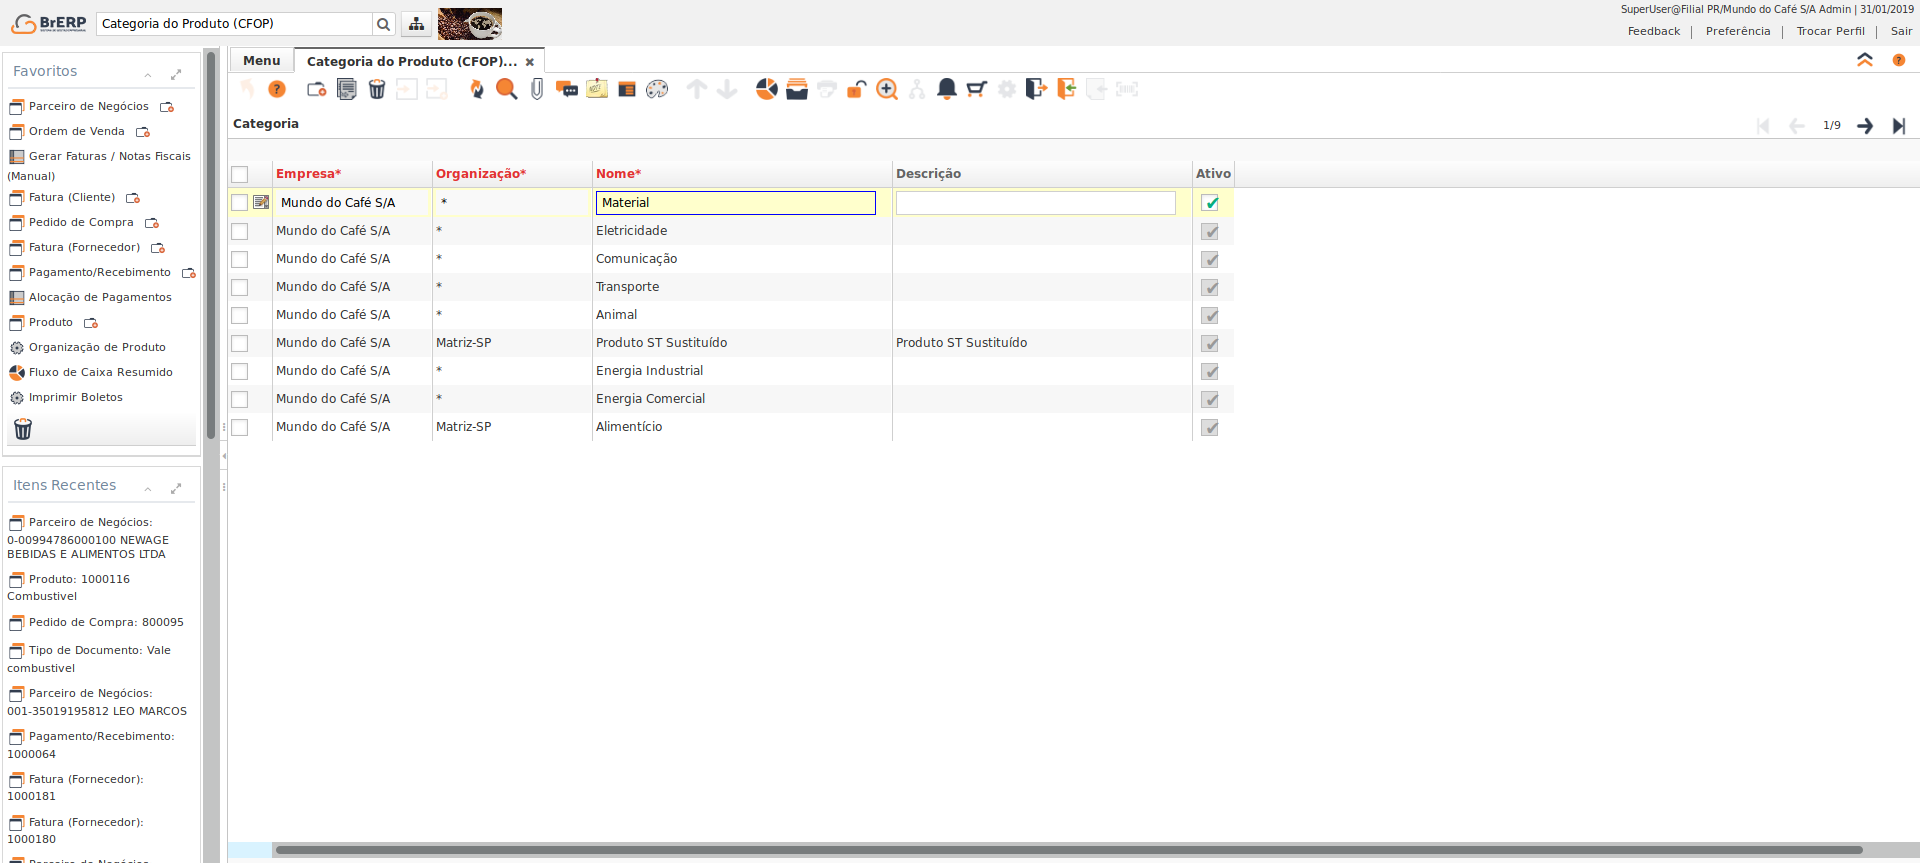 BrERP
Categoria do Produto (CFOP)
SuperUser@Filial PR/Mundo do Café S/A Admin | 31/01/2019
Feedback | Preferência | Trocar Perfil | Sair
Favoritos
Parceiro de Negócios
Ordem de Venda
Gerar Faturas / Notas Fiscais
(Manual)
Fatura (Cliente)
Pedido de Compra
Fatura (Fornecedor)
Pagamento/Recebimento
Alocação de Pagamentos
Produto
Organização de Produto
Fluxo de Caixa Resumido
Imprimir Boletos
Itens Recentes
Parceiro de Negócios:
0-00994786000100 NEWAGE
BEBIDAS E ALIMENTOS LTDA
Produto: 1000116
Combustivel
Pedido de Compra: 800095
Tipo de Documento: Vale
combustivel
Parceiro de Negócios:
001-35019195812 LEO MARCOS
Pagamento/Recebimento:
1000064
Fatura (Fornecedor):
1000181
Fatura (Fornecedor):
1000180
Menu
Categoria do Produto (CFOP)...
Categoria
1/9
Empresa* Organização* Nome* Descrição Ativo
Mundo do Café S/A * Material
Mundo do Café S/A * Eletricidade
Mundo do Café S/A * Comunicação
Mundo do Café S/A * Transporte
Mundo do Café S/A * Animal
Mundo do Café S/A Matriz-SP Produto ST Sustituído Produto ST Sustituído
Mundo do Café S/A * Energia Industrial
Mundo do Café S/A * Energia Comercial
Mundo do Café S/A Matriz-SP Alimentício